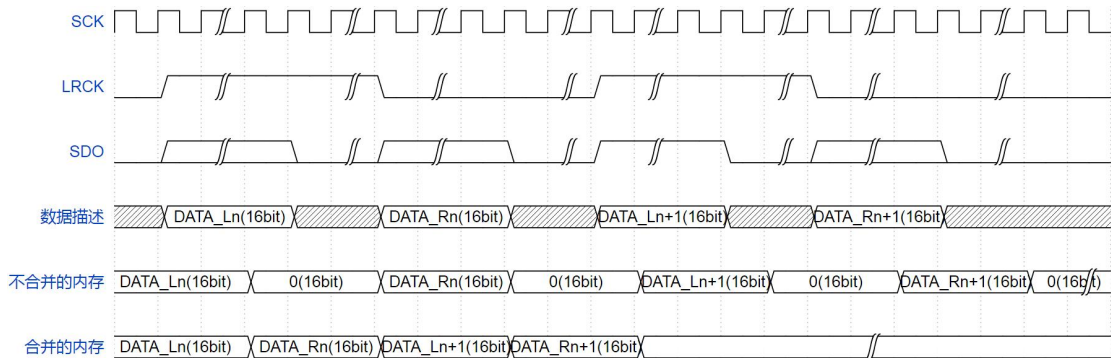 SCK
LRCK
SDO
数据描述 DATA_Ln(16bit) DATA_Rn(16bit) DATA_Ln+1(16bit) DATA_Rn+1(16bit)
不合并的内存 DATA_Ln(16bit) 0(16bit) DATA_Rn(16bit) 0(16bit) DATA_Ln+1(16bit) 0(16bit) DATA_Rn+1(16bit) 0(16bit)
合并的内存 DATA_Ln(16bit) DATA_Rn(16bit) DATA_Ln+1(16bit) DATA_Rn+1(16bit)